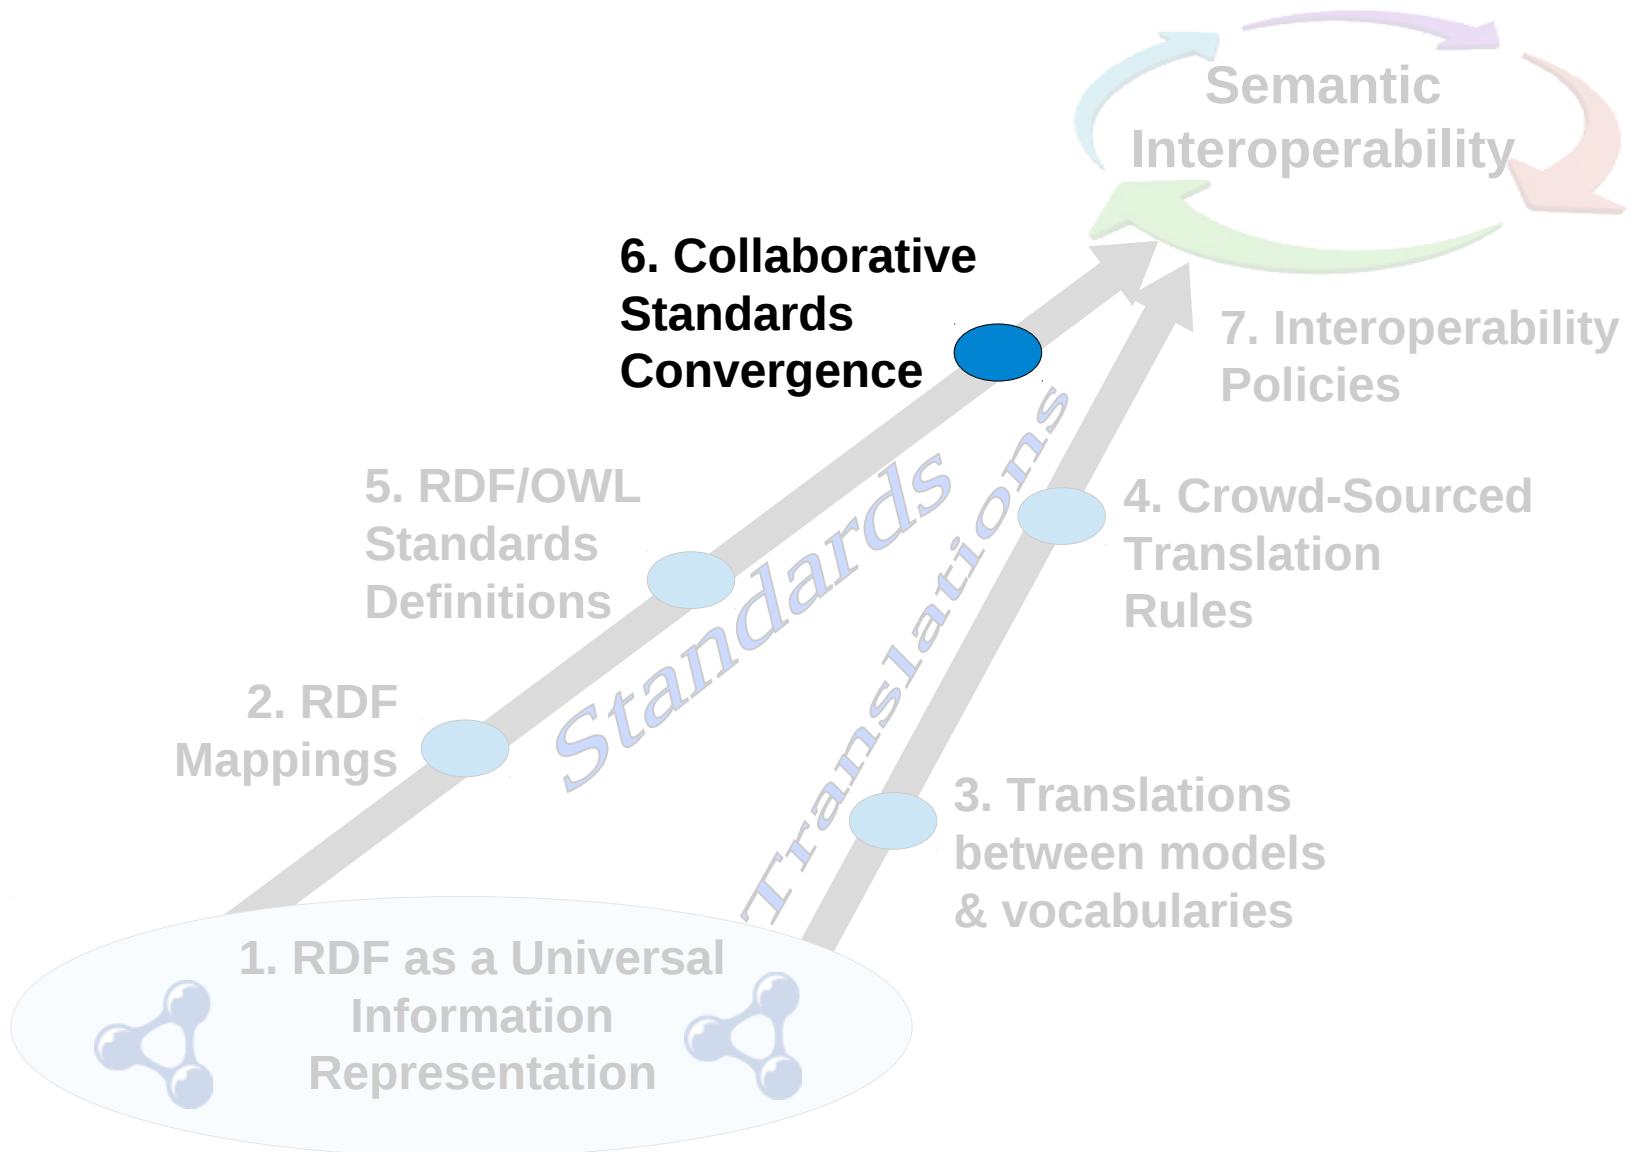 Semantic
Interoperability
6. Collaborative
Standards
Convergence
7. Interoperability
Policies
5. RDF/OWL
Standards
Definitions
4. Crowd-Sourced
Translation
Rules
Standards
Translations
2. RDF
Mappings
3. Translations
between models
& vocabularies
1. RDF as a Universal
Information
Representation